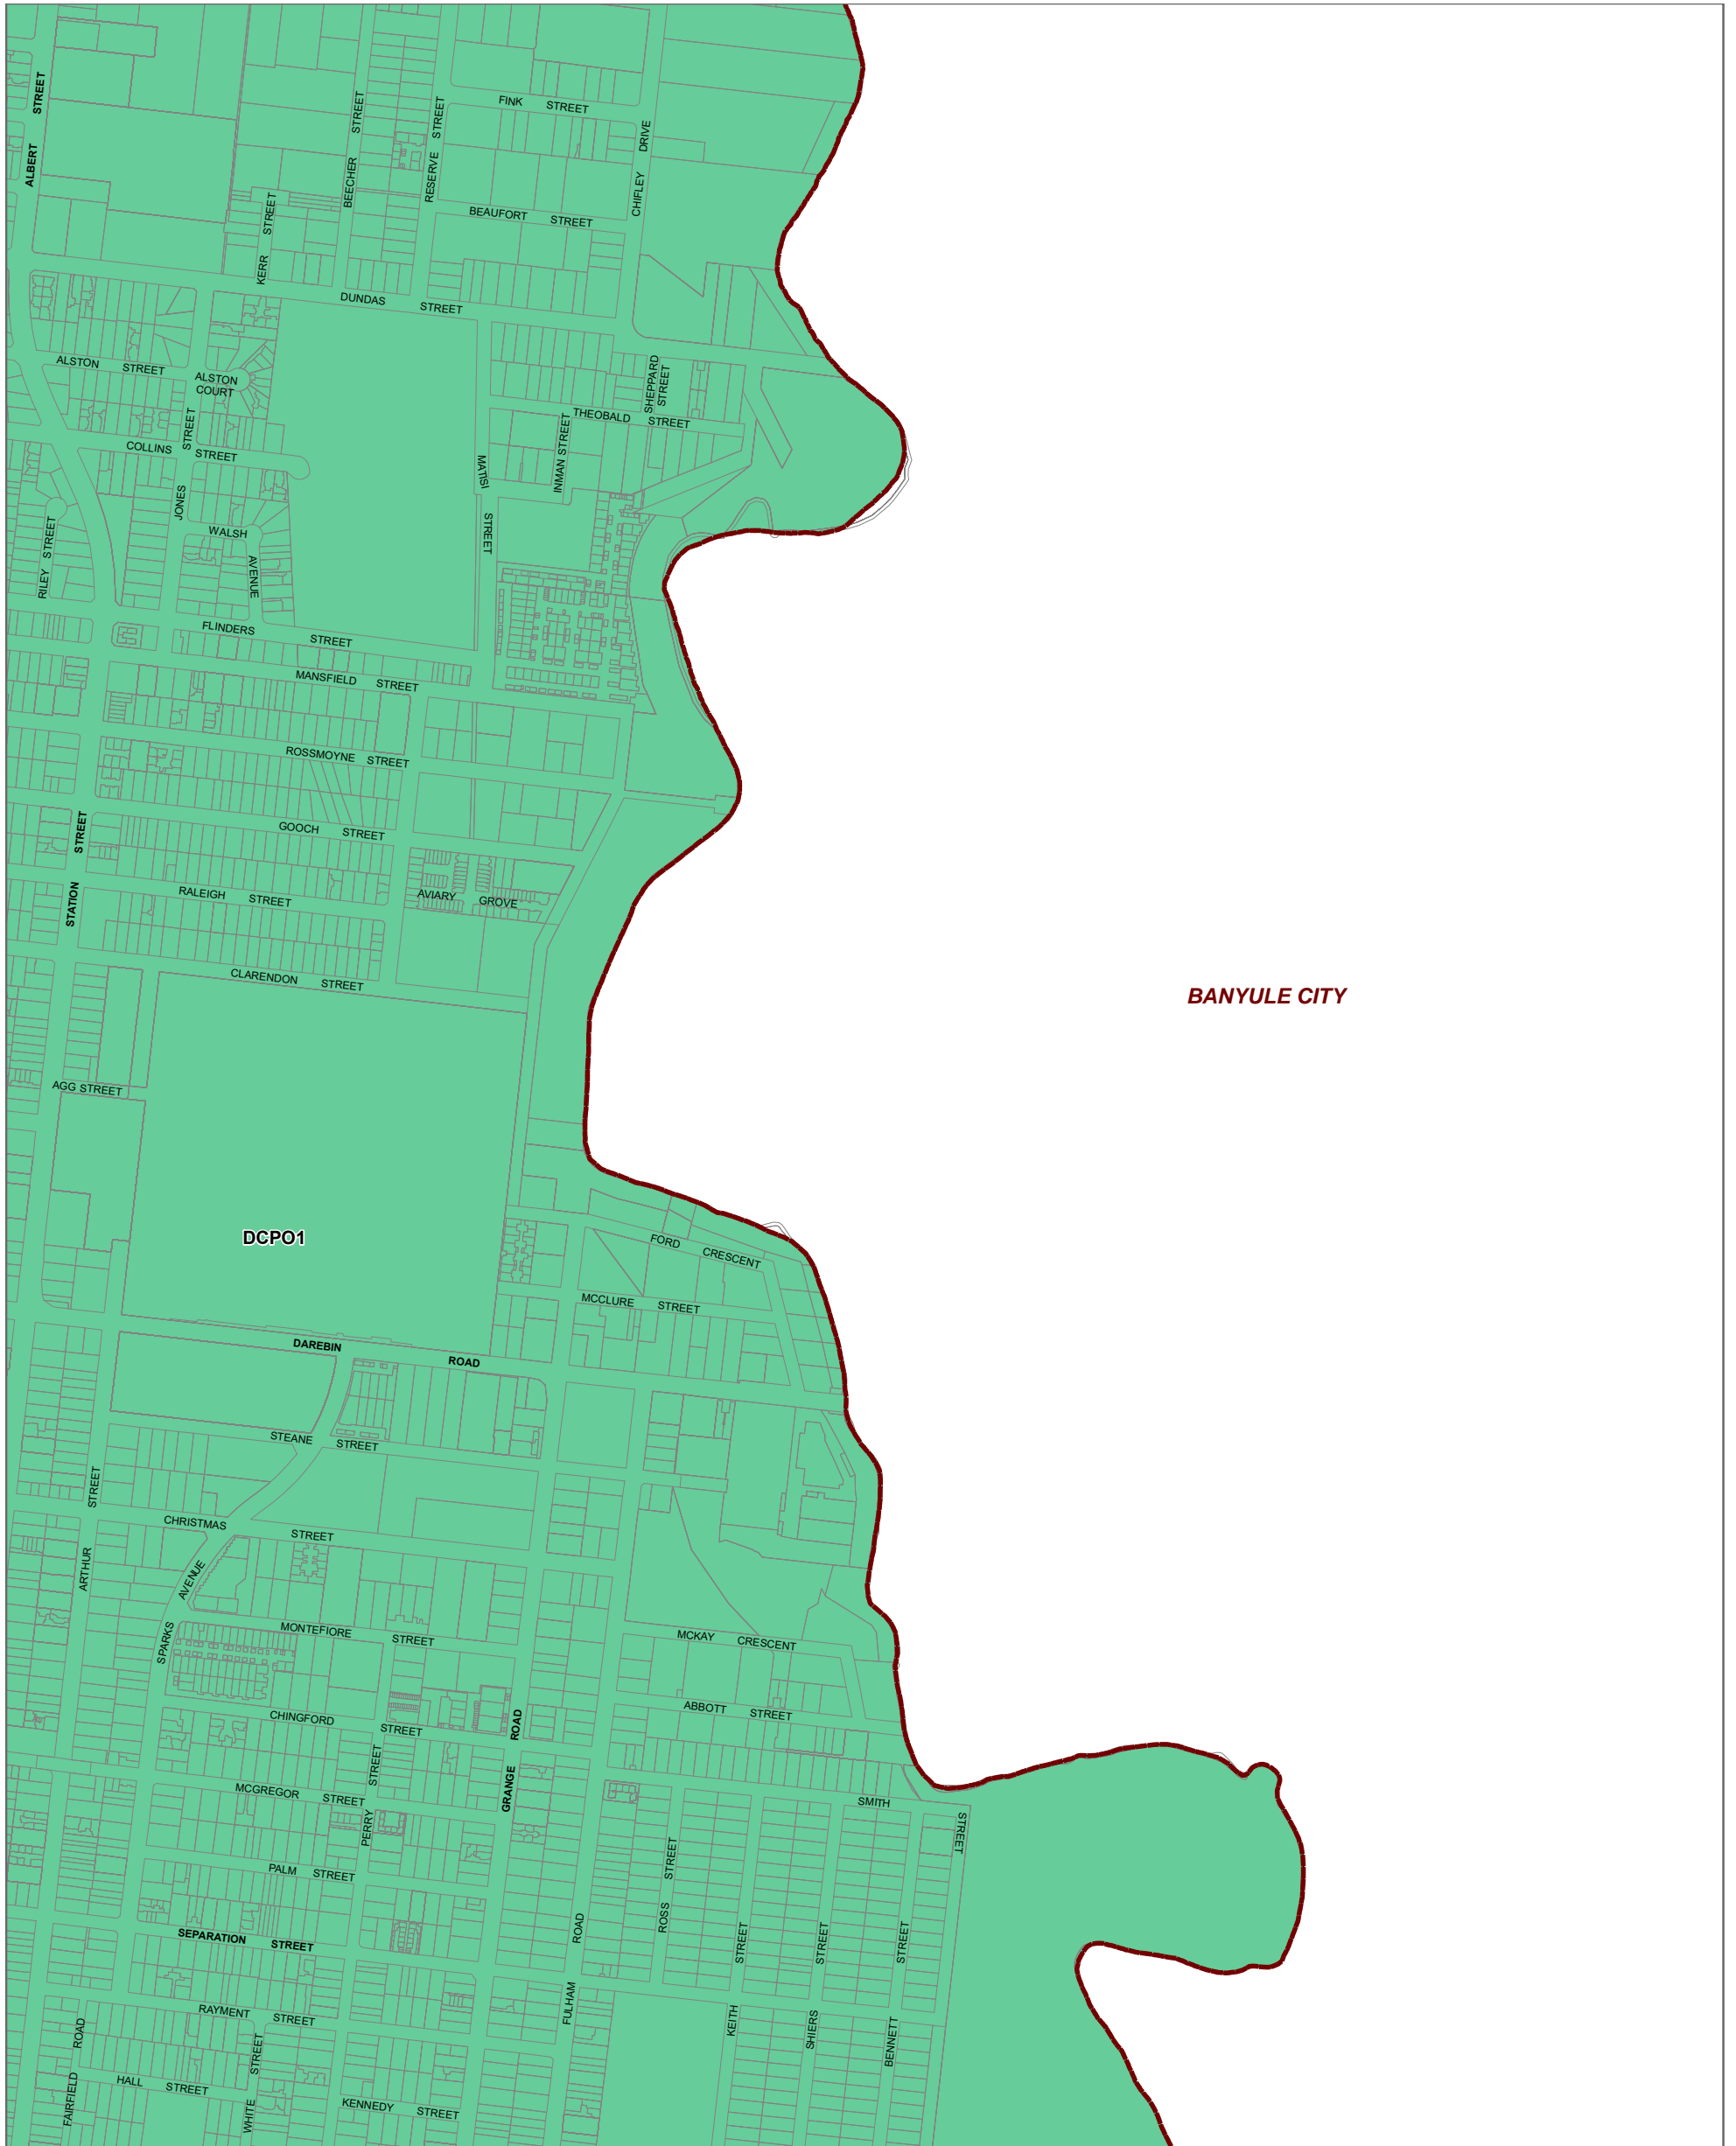 FINK STREET
ALBERT STREET
BEECHER STREET
RESERVE STREET
CHIFLEY DRIVE
KERR STREET
BEAUFORT STREET
DUNDAS STREET
ALSTON STREET
ALSTON
COURT
SHEPPARD
STREET
THEOBALD STREET
COLLINS STREET
JONES STREET
MATISI STREET
INMAN STREET
RILEY STREET
WALSH AVENUE
FLINDERS STREET
MANSFIELD STREET
ROSSMOYNE STREET
GOOCH STREET
STATION STREET
RALEIGH STREET
AVIARY GROVE
CLARENDON STREET
BANYULE CITY
AGG STREET
DCPO1
FORD CRESCENT
MCCLURE STREET
DAREBIN ROAD
STEANE STREET
CHRISTMAS STREET
ARTHUR STREET
SPARKS AVENUE
MONTEFIORE STREET
MCKAY CRESCENT
ABBOTT STREET
CHINGFORD STREET
GRANGE ROAD
MCGREGOR STREET
PERRY STREET
SMITH STREET
PALM STREET
ROSS STREET
SEPARATION STREET
FULHAM ROAD
KEITH STREET
SHIERS STREET
BENNETT STREET
RAYMENT STREET
FAIRFIELD ROAD
WHITE STREET
HALL STREET
KENNEDY STREET